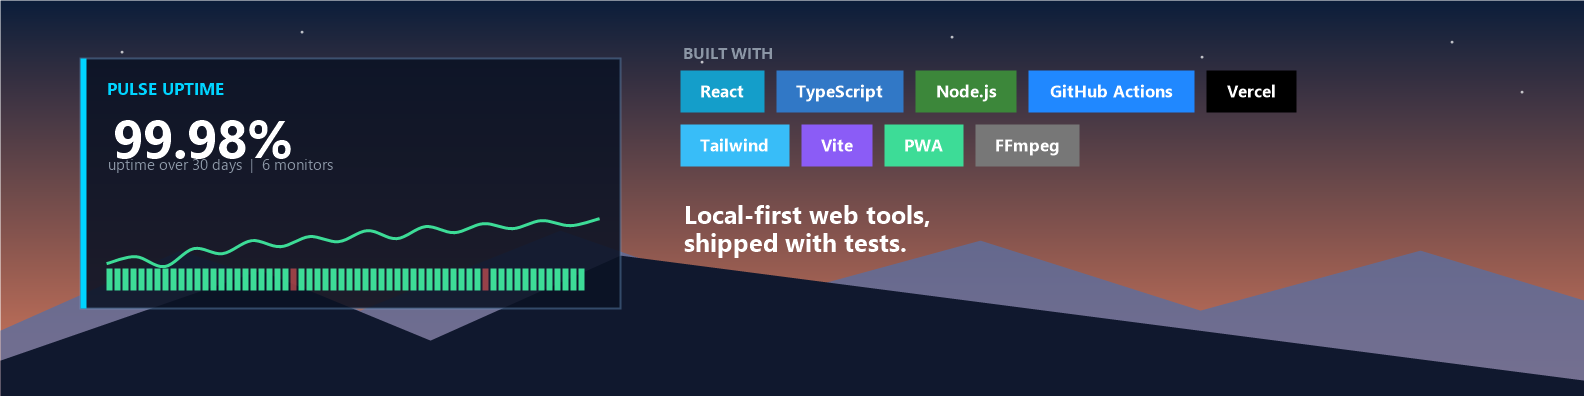 PULSE UPTIME
99.98%
uptime over 30 days | 6 monitors
BUILT WITH
React TypeScript Node.js GitHub Actions Vercel
Tailwind Vite PWA FFmpeg
Local-first web tools,
shipped with tests.